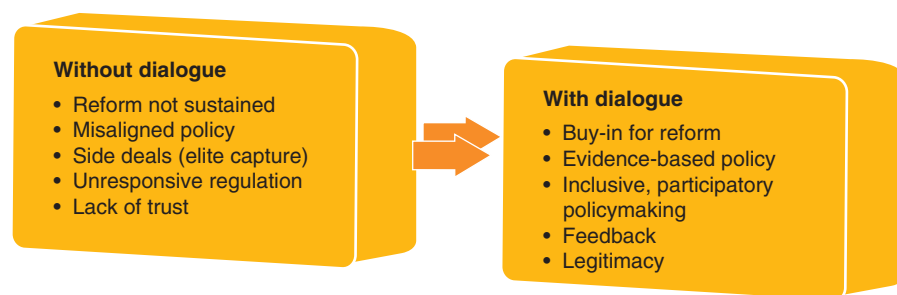 Without dialogue
• Reform not sustained
• Misaligned policy
• Side deals (elite capture)
• Unresponsive regulation
• Lack of trust
With dialogue
• Buy-in for reform
• Evidence-based policy
• Inclusive, participatory
policymaking
• Feedback
• Legitimacy